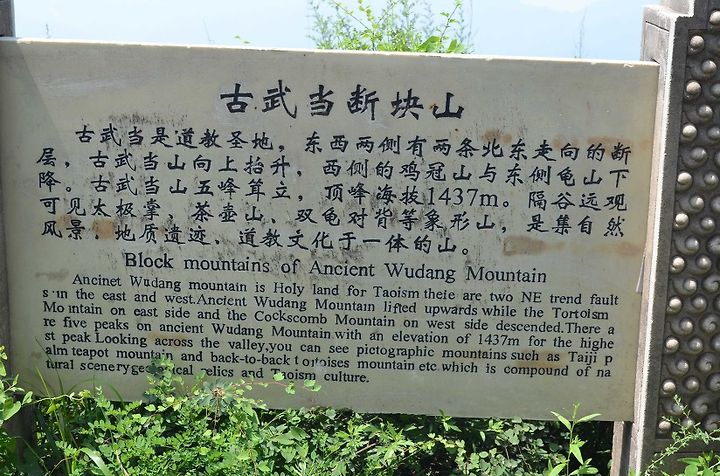 古武当断块山
古武当是道教圣地，东西两侧有两条北东走向的断
层，古武当山向上抬升，西侧的鸡冠山与东侧龟山下
降。古武当山五峰耸立，顶峰海拔1437m。隔谷远观
可见太极掌、茶壶山、双龟对背等象形山，是集自然
风景、地质遗迹、道教文化于一体的山。
Block mountains of Ancient Wudang Mountain
Ancinet Wudang mountain is Holy land for Taoism there are two NE trend fault
s in the east and west.Ancient Wudang Mountain lifted upwards while the Tortoism
Mountain on east side and the Cockscomb Mountain on west side descended.There a
re five peaks on ancient Wudang Mountain.with an elevation of 1437m for the highe
st peak.Looking across the valley,you can see pictographic mountains such as Taiji p
alm teapot mountain and back-to-back tortoises mountain etc.which is compound of na
tural scenery relics and Taoism culture.